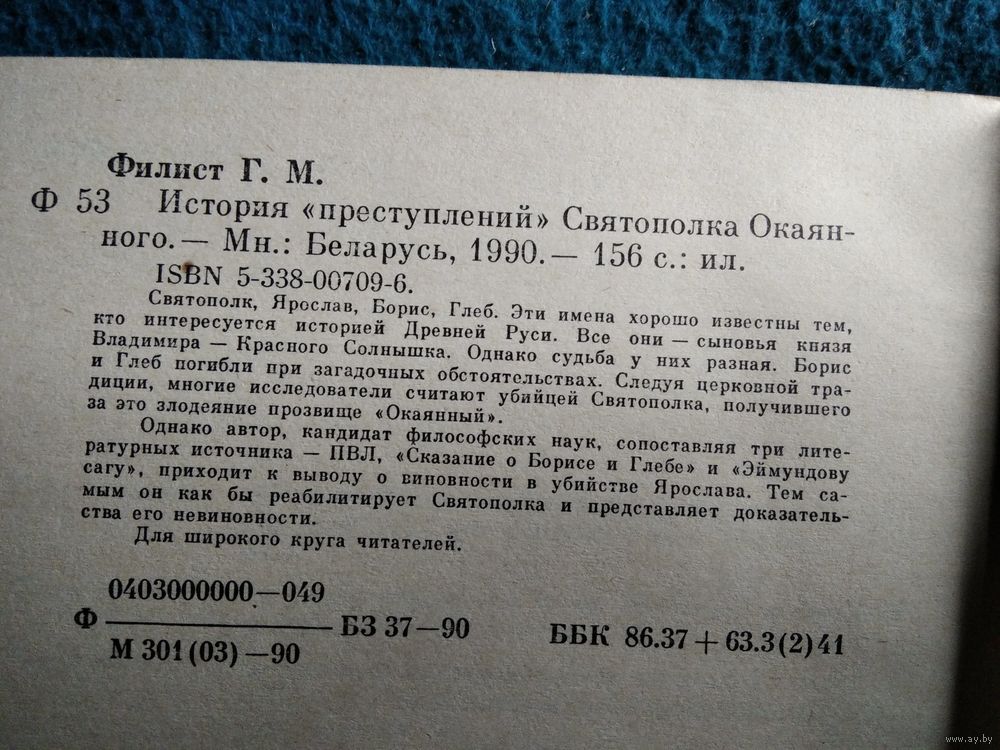 Филист Г. М.
Ф 53 История «преступлений» Святополка Окаян-
ного.— Мн.: Беларусь, 1990.— 156 с.: ил.
ISBN 5-338-00709-6.
Святополк, Ярослав, Борис, Глеб. Эти имена хорошо известны тем,
кто интересуется историей Древней Руси. Все они — сыновья князя
Владимира — Красного Солнышка. Однако судьба у них разная. Борис
и Глеб погибли при загадочных обстоятельствах. Следуя церковной тра-
диции, многие исследователи считают убийцей Святополка, получившего
за это злодеяние прозвище «Окаянный».
Однако автор, кандидат философских наук, сопоставляя три лите-
ратурных источника — ПВЛ, «Сказание о Борисе и Глебе» и «Эймундову
сагу», приходит к выводу о виновности в убийстве Ярослава. Тем са-
мым он как бы реабилитирует Святополка и представляет доказатель-
ства его невиновности.
Для широкого круга читателей.
Ф 0403000000—049
М 301(03)—90
БЗ 37—90
ББК 86.37+63.3(2)41
www.ay.by